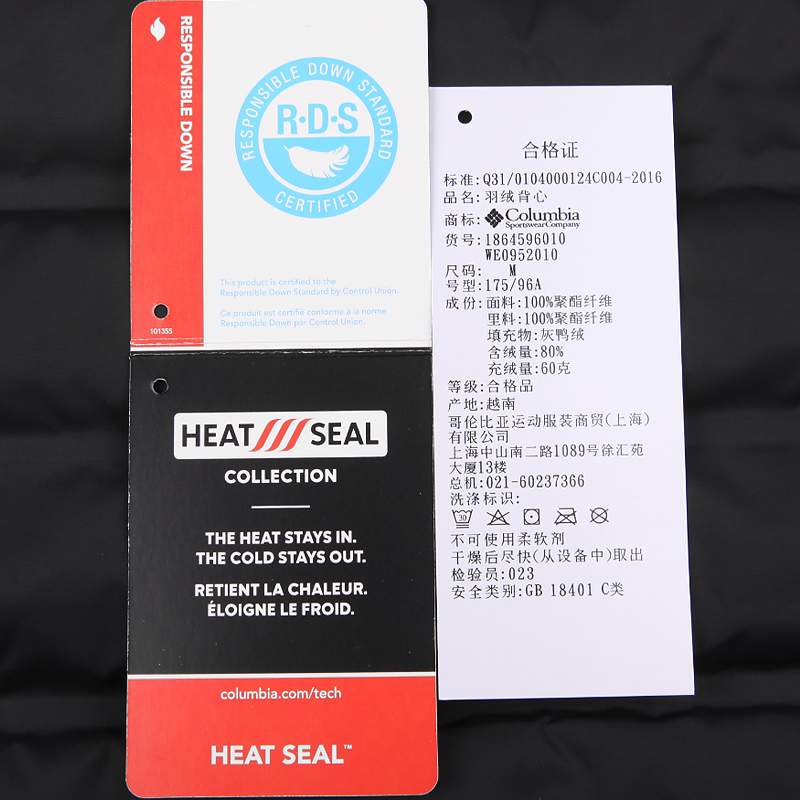 RESPONSIBLE DOWN
RESPONSIBLE DOWN STANDARD
R·D·S
CERTIFIED
This product is certified to the
Responsible Down Standard by Control Union.
Ce produit est certifié conforme à la norme
Responsible Down par Control Union.
101355
HEAT SEAL
COLLECTION
THE HEAT STAYS IN.
THE COLD STAYS OUT.
RETIENT LA CHALEUR.
ÉLOIGNE LE FROID.
columbia.com/tech
HEAT SEAL™
合格证
标准:Q31/0104000124C004-2016
品名:羽绒背心
商标:Columbia
Sportswear Company
货号:1864596010
WE0952010
尺码: M
号型:175/96A
成份:面料:100%聚酯纤维
里料:100%聚酯纤维
填充物:灰鸭绒
含绒量:80%
充绒量:60克
等级:合格品
产地:越南
哥伦比亚运动服装商贸(上海)
有限公司
上海中山南二路1089号徐汇苑
大厦13楼
总机:021-60237366
洗涤标识:
30
不可使用柔软剂
干燥后尽快(从设备中)取出
检验员:023
安全类别:GB 18401 C类